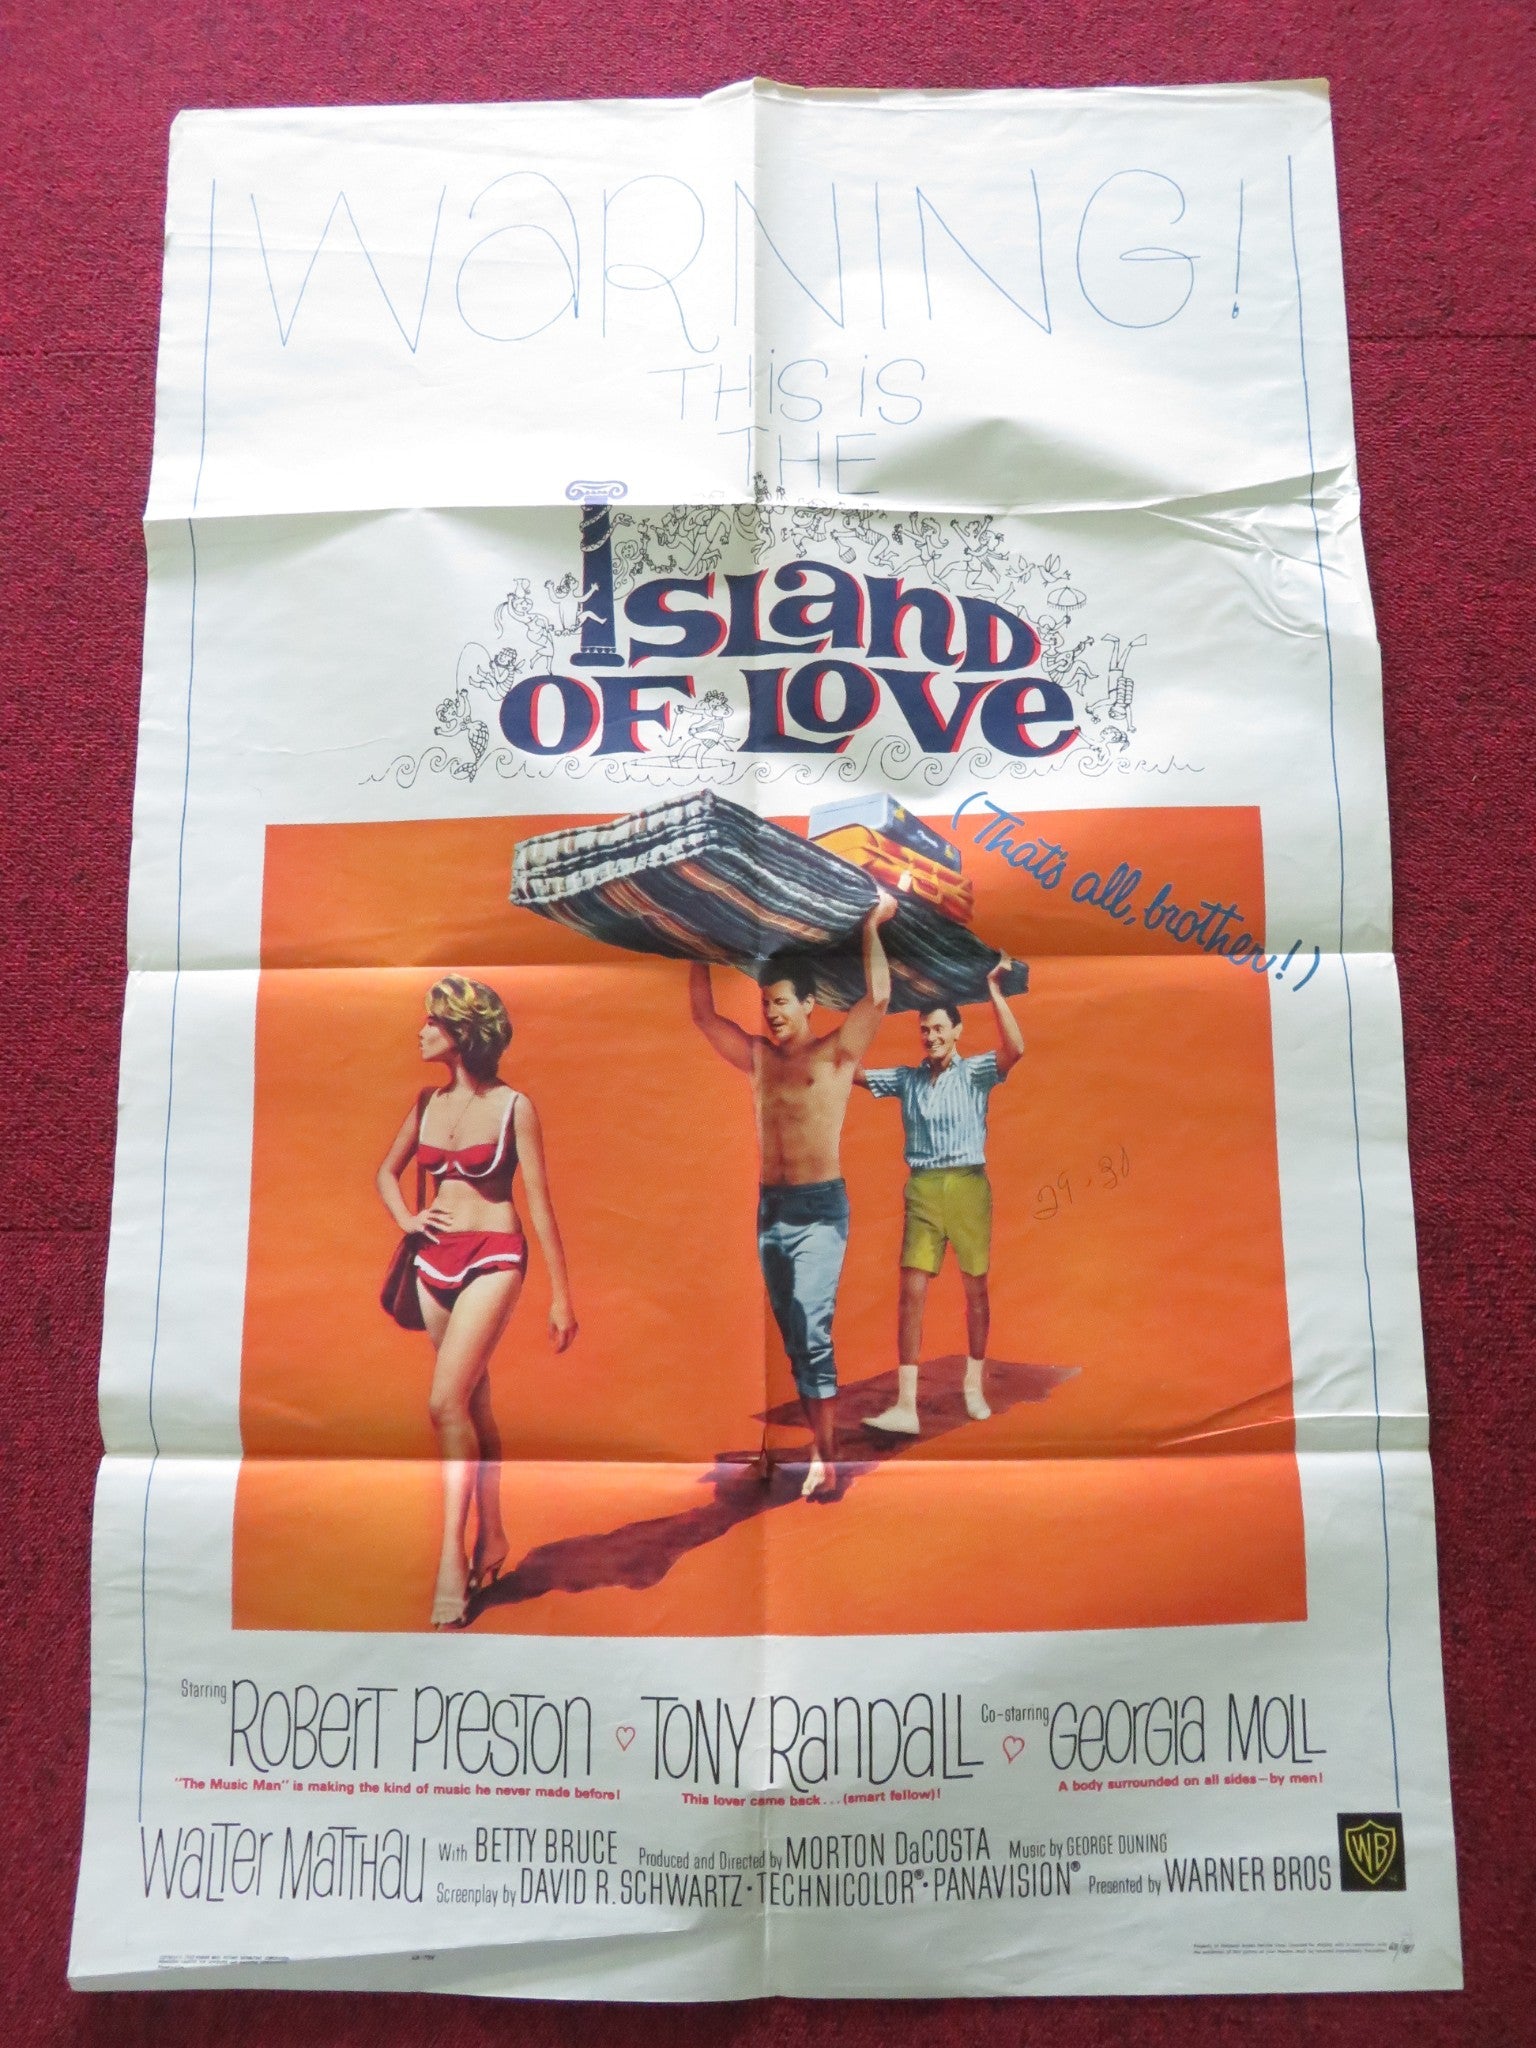 WARNING!
THIS IS
THE
ISLAND
OF LOVE
(That's all, brother!)
29.30
Starring ROBERT PRESTON ♡ TONY RANDALL Co-starring ♡ GEORGIA MOLL
"The Music Man" is making the kind of music he never made before! This lover came back...(smart fellow)! A body surrounded on all sides—by men!
WALTER MATTHAU With BETTY BRUCE Produced and Directed by MORTON DaCOSTA Music by GEORGE DUNING
Screenplay by DAVID R. SCHWARTZ · TECHNICOLOR® · PANAVISION® Presented by WARNER BROS
WB